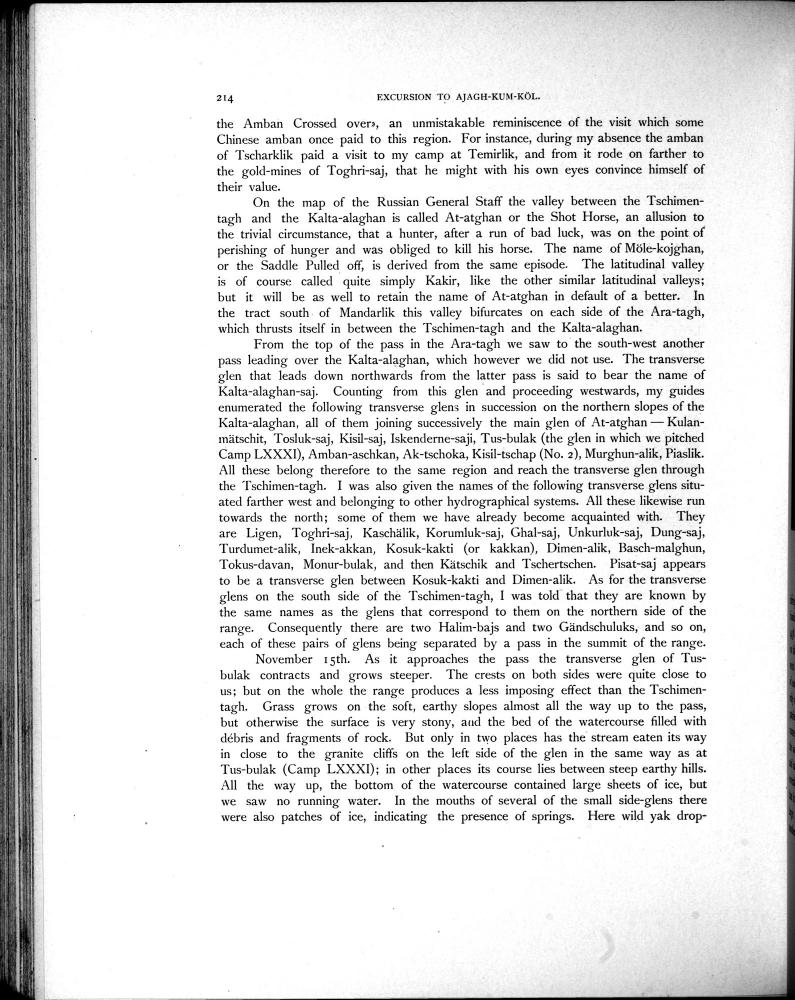 214 EXCURSION TO AJAGH-KUM-KÖL.
the Amban Crossed over», an unmistakable reminiscence of the visit which some
Chinese amban once paid to this region. For instance, during my absence the amban
of Tscharklik paid a visit to my camp at Temirlik, and from it rode on farther to
the gold-mines of Toghri-saj, that he might with his own eyes convince himself of
their value.
On the map of the Russian General Staff the valley between the Tschimen-
tagh and the Kalta-alaghan is called At-atghan or the Shot Horse, an allusion to
the trivial circumstance, that a hunter, after a run of bad luck, was on the point of
perishing of hunger and was obliged to kill his horse. The name of Möle-kojghan,
or the Saddle Pulled off, is derived from the same episode. The latitudinal valley
is of course called quite simply Kakir, like the other similar latitudinal valleys;
but it will be as well to retain the name of At-atghan in default of a better. In
the tract south of Mandarlik this valley bifurcates on each side of the Ara-tagh,
which thrusts itself in between the Tschimen-tagh and the Kalta-alaghan.
From the top of the pass in the Ara-tagh we saw to the south-west another
pass leading over the Kalta-alaghan, which however we did not use. The transverse
glen that leads down northwards from the latter pass is said to bear the name of
Kalta-alaghan-saj. Counting from this glen and proceeding westwards, my guides
enumerated the following transverse glens in succession on the northern slopes of the
Kalta-alaghan, all of them joining successively the main glen of At-atghan — Kulan-
mätschit, Tosluk-saj, Kisil-saj, Iskenderne-saji, Tus-bulak (the glen in which we pitched
Camp LXXXI), Amban-aschkan, Ak-tschoka, Kisil-tschap (No. 2), Murghun-alik, Piaslik.
All these belong therefore to the same region and reach the transverse glen through
the Tschimen-tagh. I was also given the names of the following transverse glens situ-
ated farther west and belonging to other hydrographical systems. All these likewise run
towards the north; some of them we have already become acquainted with. They
are Ligen, Toghri-saj, Kaschälik, Korumluk-saj, Ghal-saj, Unkurluk-saj, Dung-saj,
Turdumet-alik, Inek-akkan, Kosuk-kakti (or kakkan), Dimen-alik, Basch-malghun,
Tokus-davan, Monur-bulak, and then Kätschik and Tschertschen. Pisat-saj appears
to be a transverse glen between Kosuk-kakti and Dimen-alik. As for the transverse
glens on the south side of the Tschimen-tagh, I was told that they are known by
the same names as the glens that correspond to them on the northern side of the
range. Consequently there are two Halim-bajs and two Gändschuluks, and so on,
each of these pairs of glens being separated by a pass in the summit of the range.
November 15th. As it approaches the pass the transverse glen of Tus-
bulak contracts and grows steeper. The crests on both sides were quite close to
us; but on the whole the range produces a less imposing effect than the Tschimen-
tagh. Grass grows on the soft, earthy slopes almost all the way up to the pass,
but otherwise the surface is very stony, and the bed of the watercourse filled with
débris and fragments of rock. But only in two places has the stream eaten its way
in close to the granite cliffs on the left side of the glen in the same way as at
Tus-bulak (Camp LXXXI); in other places its course lies between steep earthy hills.
All the way up, the bottom of the watercourse contained large sheets of ice, but
we saw no running water. In the mouths of several of the small side-glens there
were also patches of ice, indicating the presence of springs. Here wild yak drop-